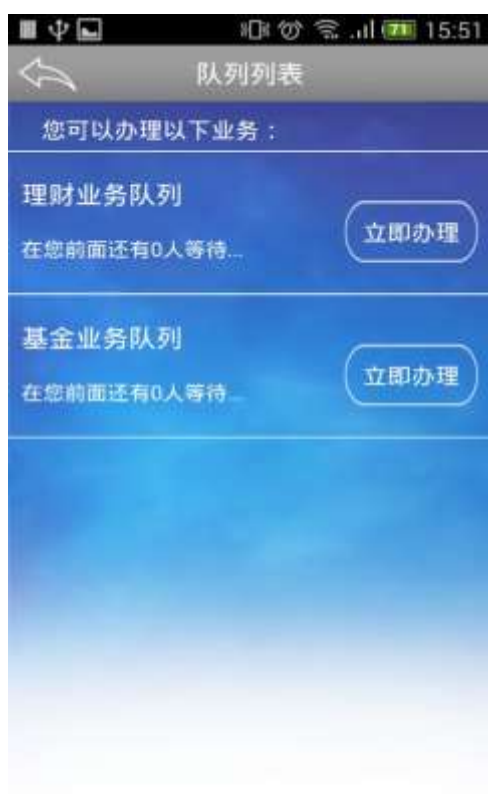 71 15:51
队列列表
您可以办理以下业务：
理财业务队列
在您前面还有0人等待...
立即办理
基金业务队列
在您前面还有0人等待...
立即办理